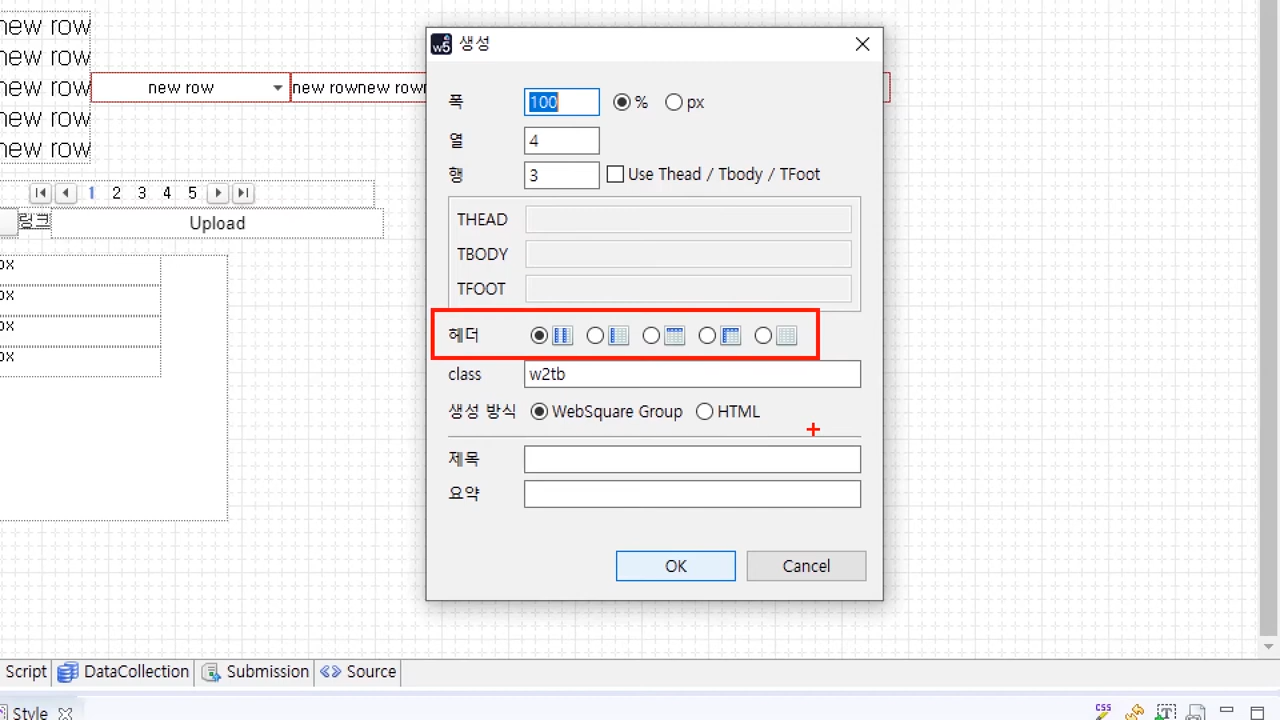 new row
new row
new row
new row
new row
new row
new rownew row
1 2 3 4 5
링크
Upload
ox
ox
ox
ox
w5
생성
폭 100 % px
열 4
행 3 Use Thead / Tbody / TFoot
THEAD
TBODY
TFOOT
헤더
class w2tb
생성 방식 WebSquare Group HTML
제목
요약
OK Cancel
Script DataCollection Submission Source
Style
CSS